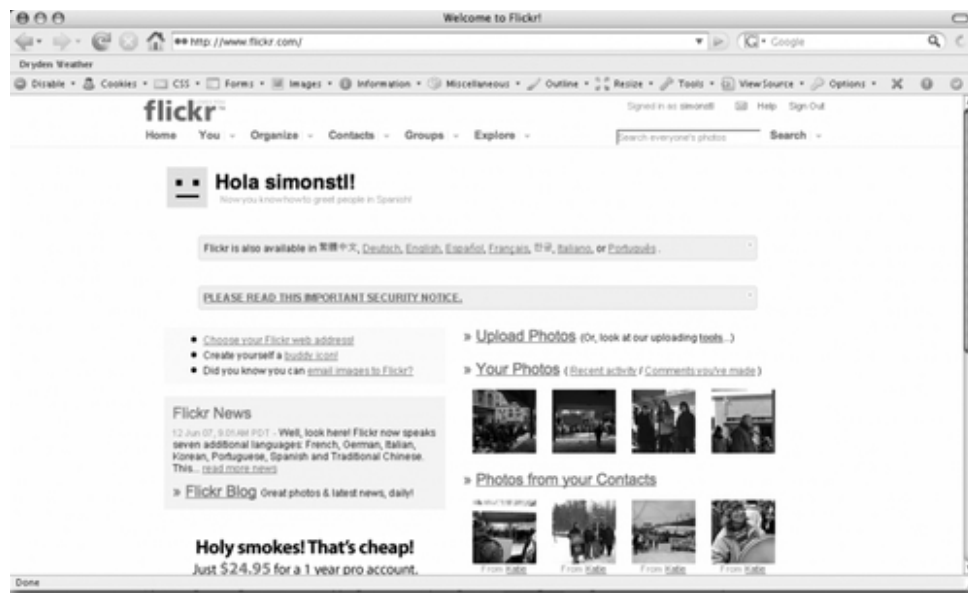 Welcome to Flickr!
http://www.flickr.com/
Google
Dryden Weather
Disable Cookies CSS Forms Images Information Miscellaneous Outline Resize Tools View Source Options
flickr
Signed in as simonstl Help Sign Out
Home You Organize Contacts Groups Explore
Search everyone's photos Search
Hola simonstl!
Now you know how to greet people in Spanish!
Flickr is also available in 繁體中文, Deutsch, English, Español, Français, 한글, Italiano, or Português.
PLEASE READ THIS IMPORTANT SECURITY NOTICE.
Choose your Flickr web address!
Create yourself a buddy icon!
Did you know you can email images to Flickr?
» Upload Photos (Or, look at our uploading tools...)
» Your Photos (Recent activity / Comments you've made)
Flickr News
12 Jun 07, 9.01AM PDT - Well, look here! Flickr now speaks
seven additional languages: French, German, Italian,
Korean, Portuguese, Spanish and Traditional Chinese.
This... read more news
» Flickr Blog Great photos & latest news, daily!
» Photos from your Contacts
From Katie
From Katie
From Katie
From Katie
Holy smokes! That's cheap!
Just $24.95 for a 1 year pro account.
Done